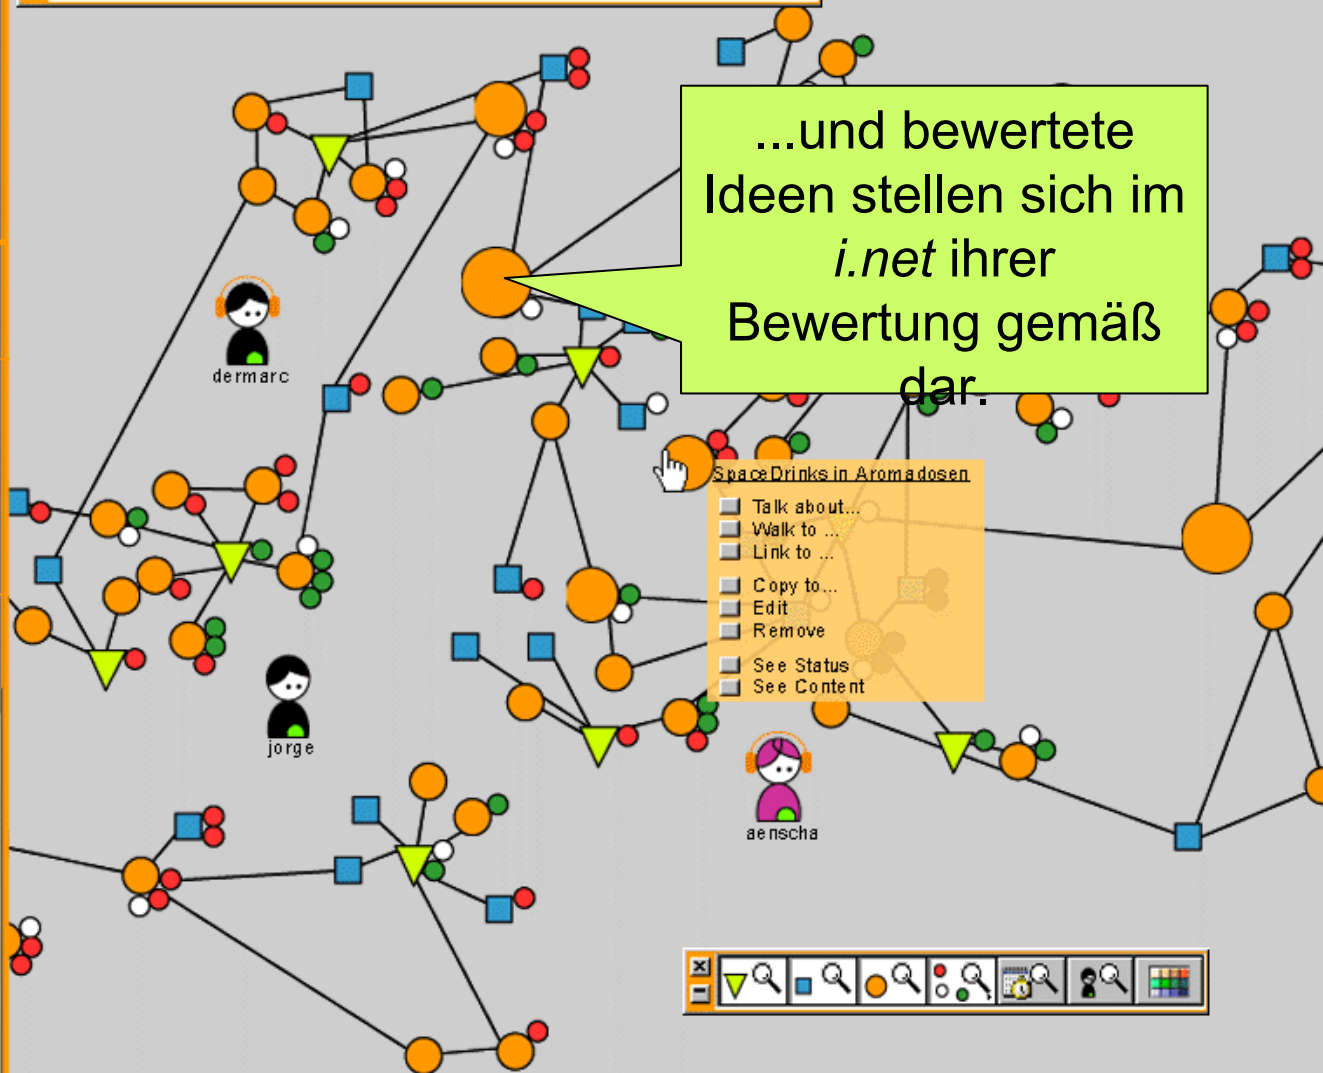 ...und bewertete
Ideen stellen sich im
i.net ihrer
Bewertung gemäß
dar.
dermarc
SpaceDrinks in Aromadosen
Talk about...
Walk to ...
Link to ...
Copy to...
Edit
Remove
See Status
See Content
jorge
aenscha